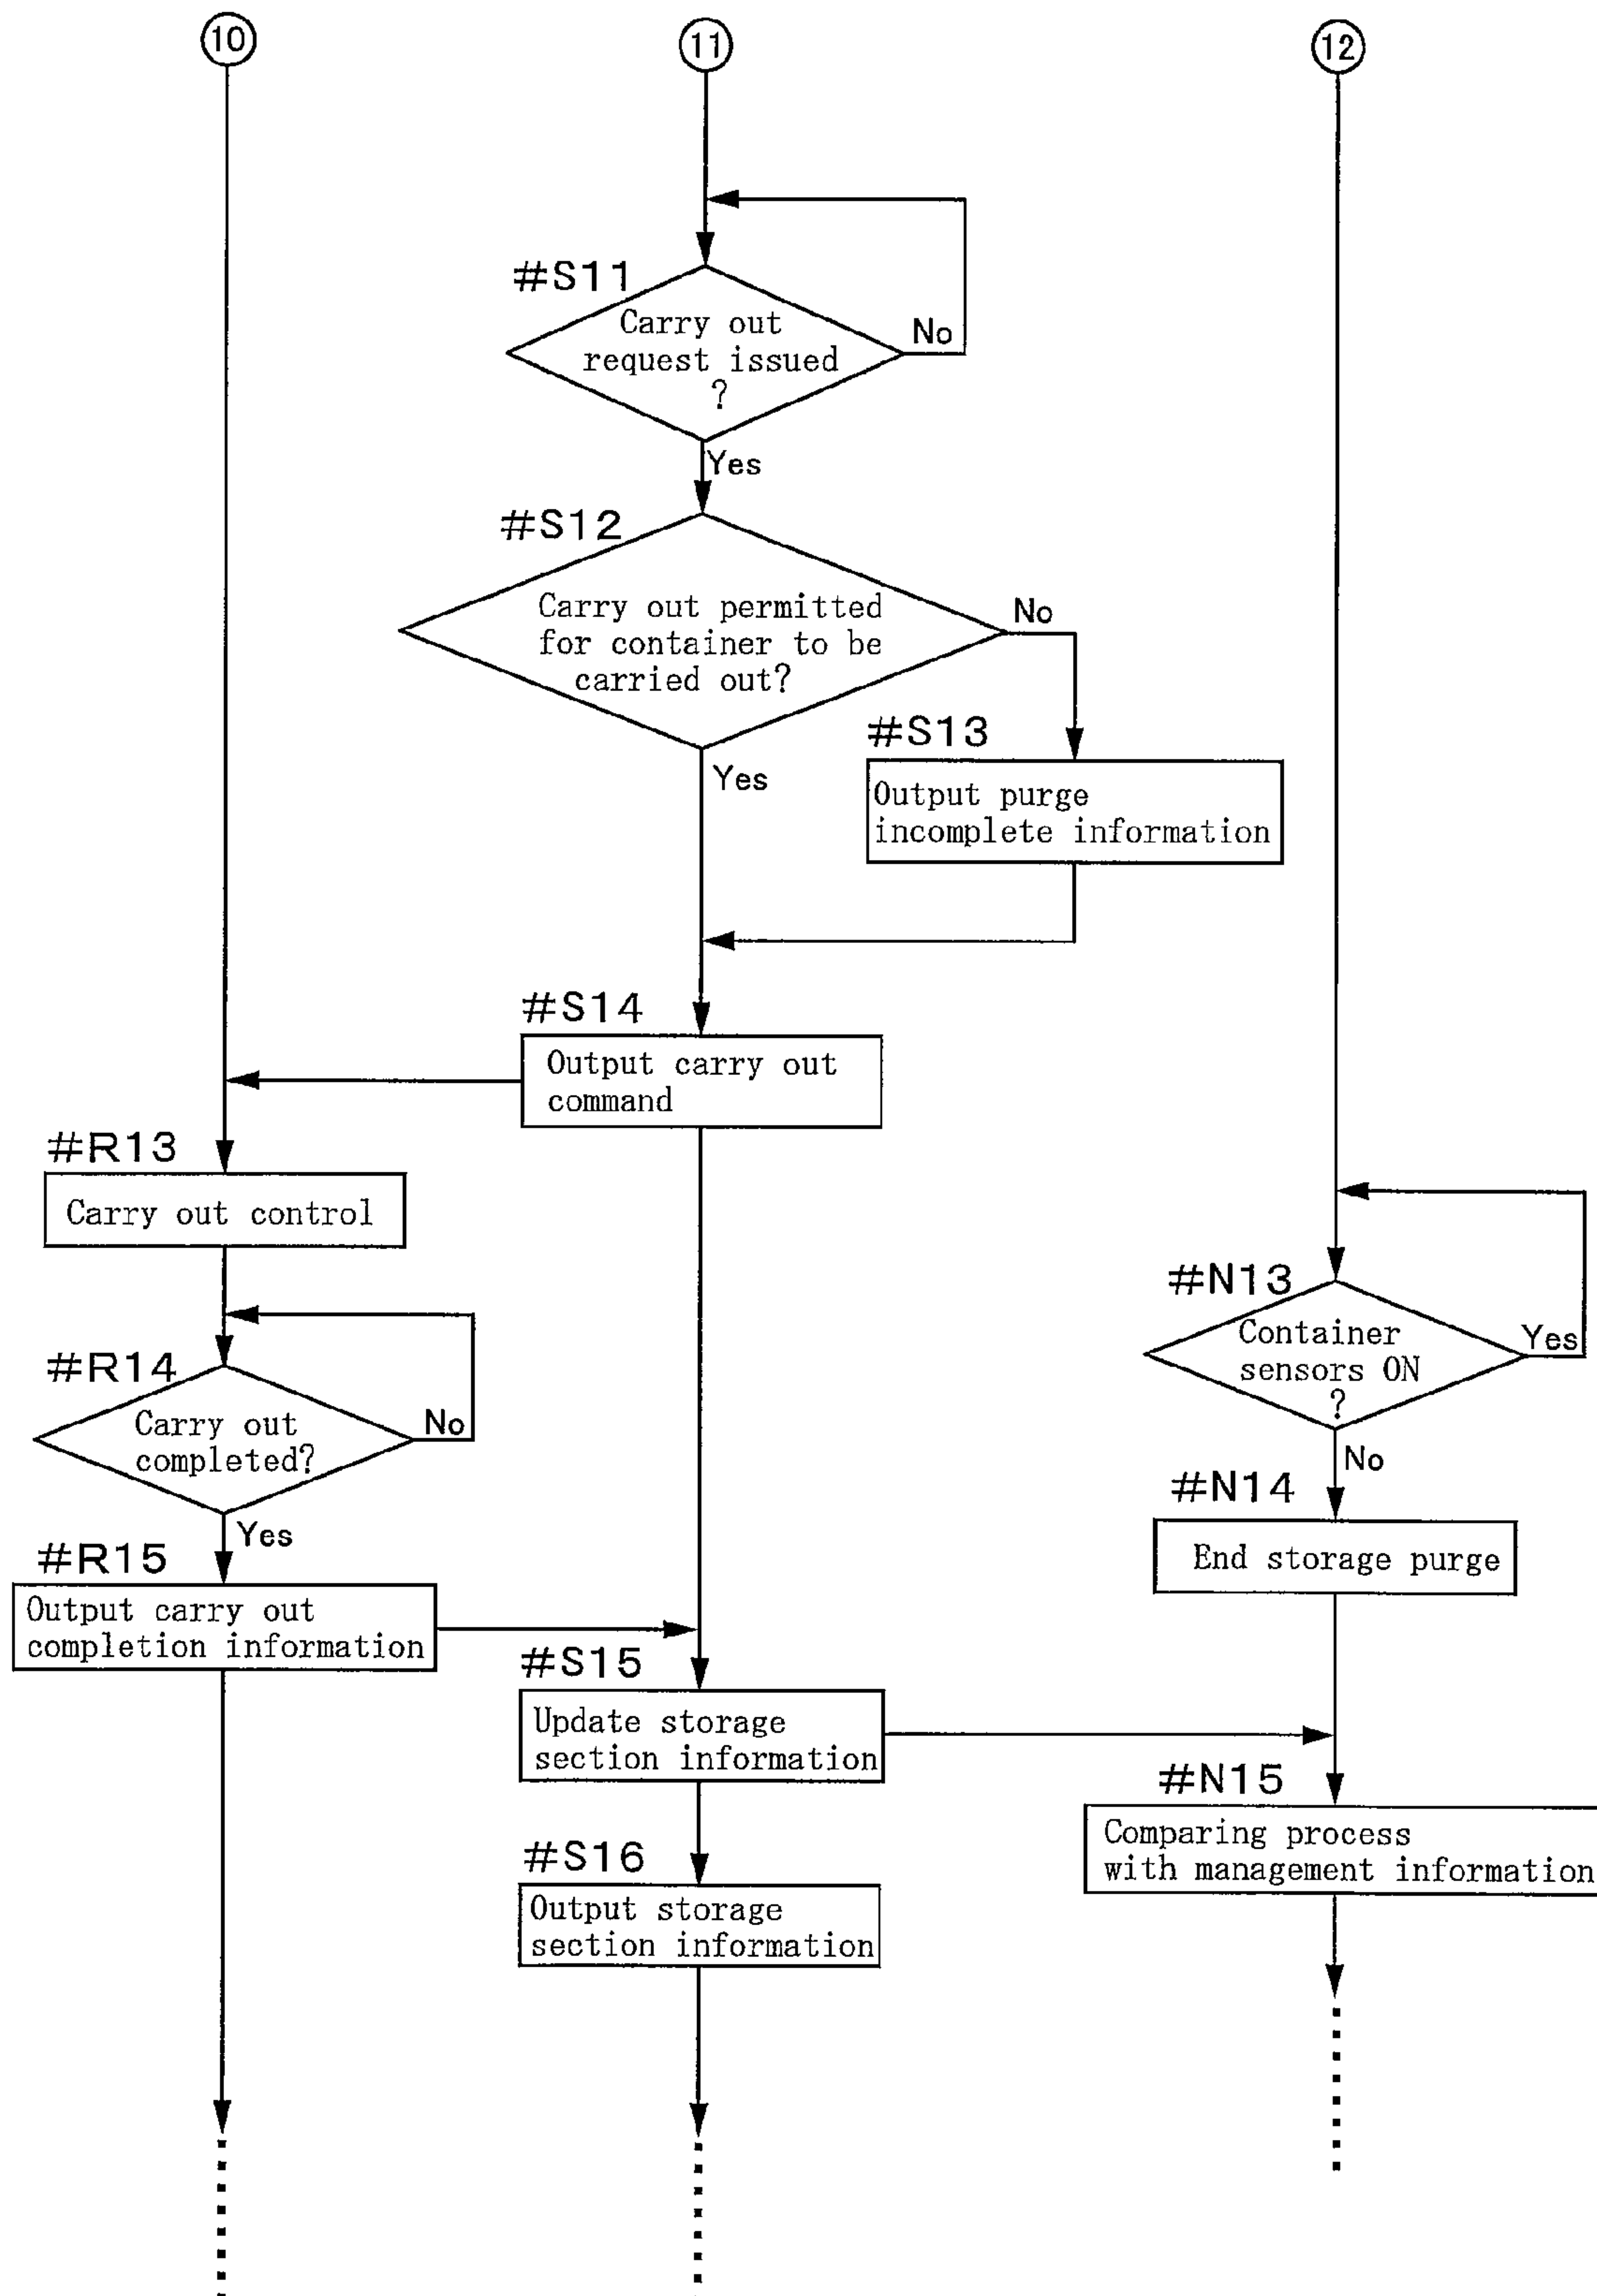 10
11
12
#S11
Carry out
request issued
?
No
Yes
#S12
Carry out permitted
for container to be
carried out?
No
Yes
#S13
Output purge
incomplete information
#S14
Output carry out
command
#R13
Carry out control
#R14
Carry out
completed?
No
Yes
#R15
Output carry out
completion information
#N13
Container
sensors ON
?
Yes
No
#N14
End storage purge
#S15
Update storage
section information
#N15
Comparing process
with management information
#S16
Output storage
section information